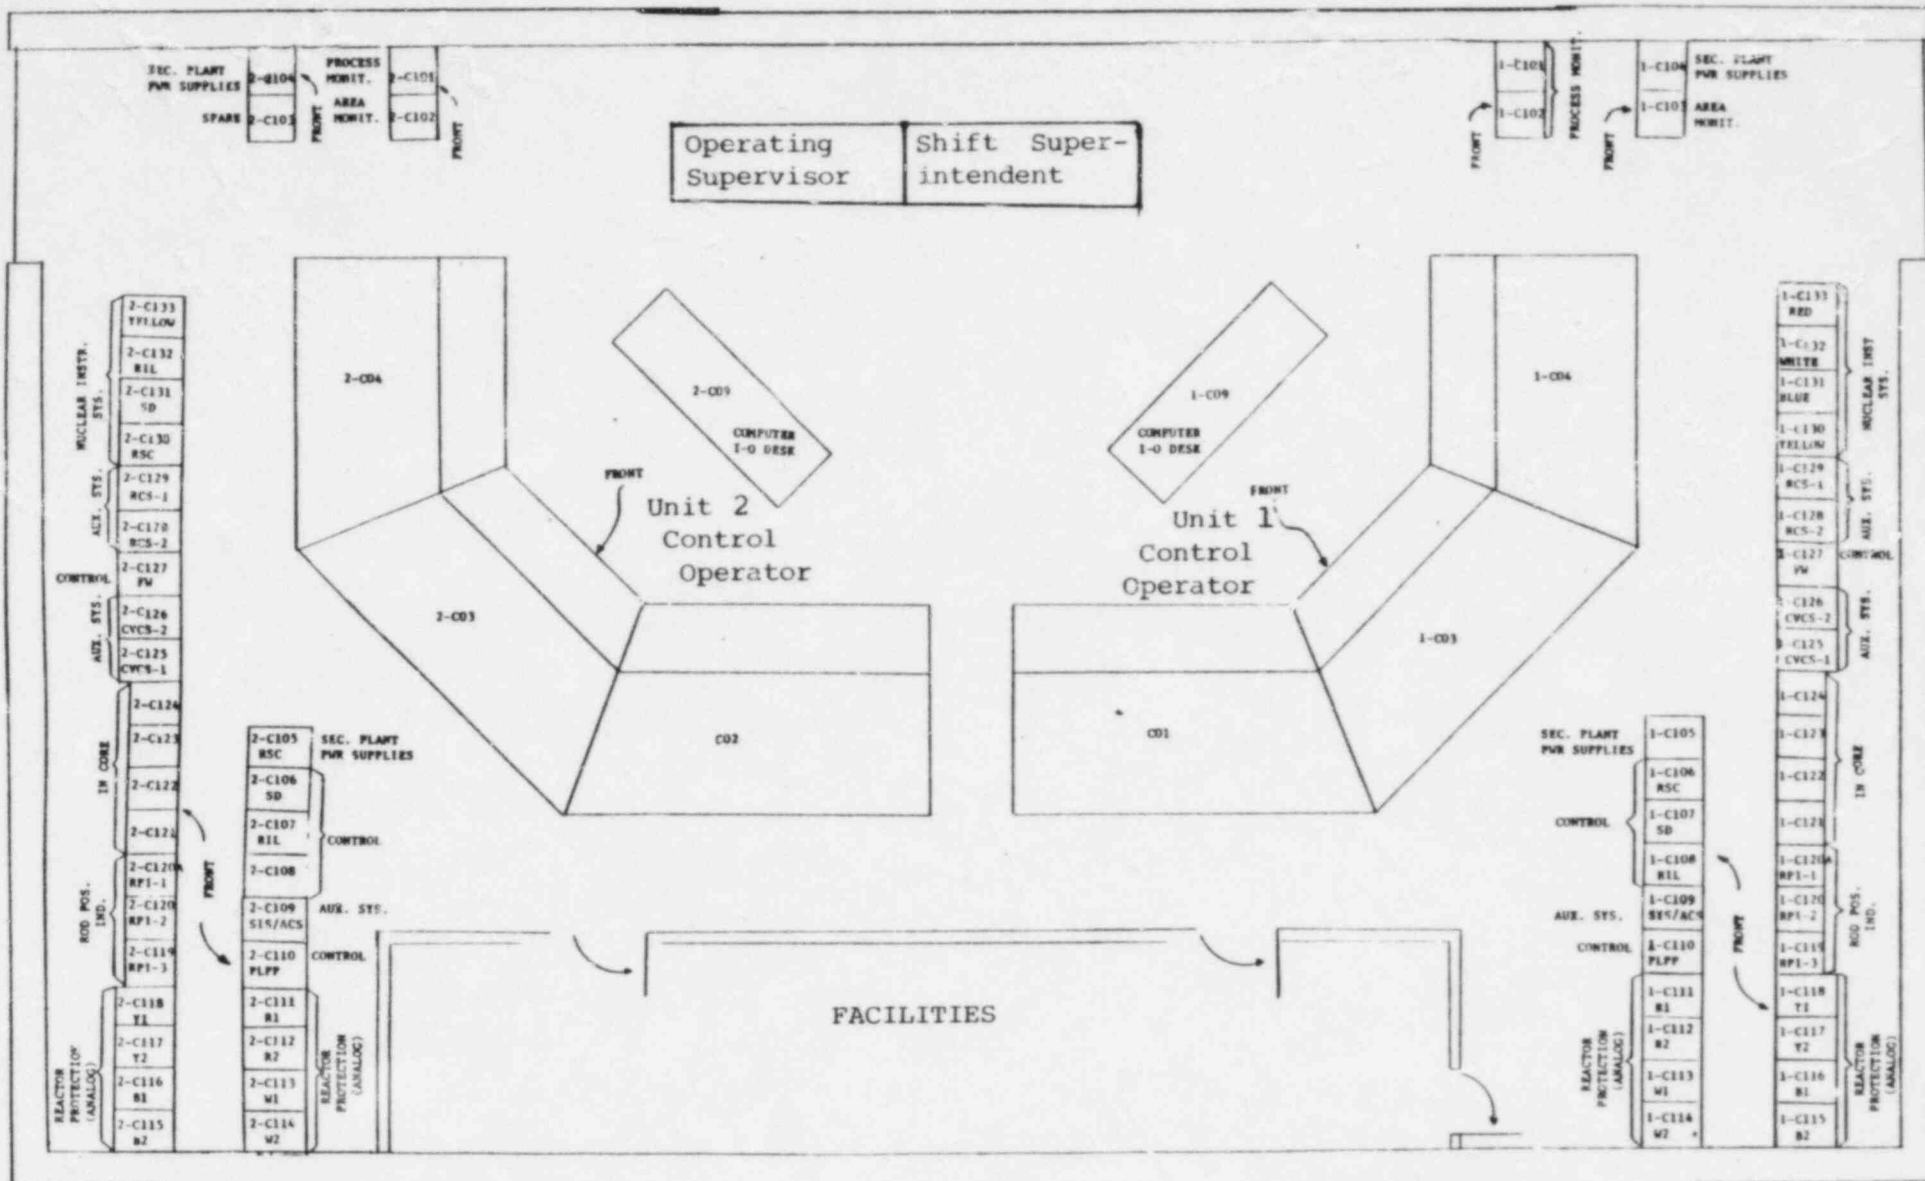 SEC. PLANT
PWR SUPPLIES
SPARE
2-C104
2-C103
FRONT
PROCESS
MONIT.
AREA
MONIT.
2-C101
2-C102
FRONT
Operating
Supervisor
Shift Super-
intendent
FRONT
1-C101
1-C102
PROCESS MONIT.
FRONT
1-C104
1-C103
SEC. PLANT
PWR SUPPLIES
AREA
MONIT.
NUCLEAR INSTR.
SYS.
2-C133
YELLOW
2-C132
RIL
2-C131
SD
2-C130
RSC
AUX. SYS.
2-C129
RCS-1
RCS-2
CONTROL
2-C127
FW
AUX. SYS.
2-C126
CVCS-2
2-C125
CVCS-1
IN CORE
2-C124
2-C123
2-C122
2-C121
ROD POS.
IND.
2-C120A
RPI-1
2-C120
RPI-2
2-C119
RPI-3
REACTOR
PROTECTION
(ANALOG)
2-C118
Y1
2-C117
Y2
2-C116
B1
2-C115
B2
FRONT
2-C105
RSC
SEC. PLANT
PWR SUPPLIES
2-C106
SD
2-C107
RIL
2-C108
CONTROL
2-C109
SIS/ACS
AUX. SYS.
2-C110
PLPP
CONTROL
2-C111
R1
2-C112
R2
2-C113
W1
2-C114
W2
REACTOR
PROTECTION
(ANALOG)
2-C04
2-C03
C02
2-C09
COMPUTER
I-O DESK
FRONT
Unit 2
Control
Operator
1-C09
COMPUTER
I-O DESK
FRONT
Unit 1
Control
Operator
1-C04
1-C03
C01
FACILITIES
SEC. PLANT
PWR SUPPLIES
1-C105
CONTROL
1-C106
RSC
1-C107
SD
1-C108
RIL
AUX. SYS.
1-C109
SIS/ACS
CONTROL
1-C110
PLPP
REACTOR
PROTECTION
(ANALOG)
1-C111
R1
1-C112
R2
1-C113
W1
1-C114
W2
FRONT
1-C133
RED
1-C132
WHITE
1-C131
BLUE
1-C130
YELLOW
NUCLEAR INST
SYS.
1-C129
RCS-1
1-C128
RCS-2
AUX. SYS.
1-C127
FW
CONTROL
1-C126
CVCS-2
1-C125
CVCS-1
AUX. SYS.
1-C124
1-C123
1-C122
1-C121
IN CORE
1-C120A
RPI-1
1-C120
RPI-2
1-C119
RPI-3
ROD POS.
IND.
1-C118
Y1
1-C117
Y2
1-C116
B1
1-C115
B2
REACTOR
PROTECTION
(ANALOG)